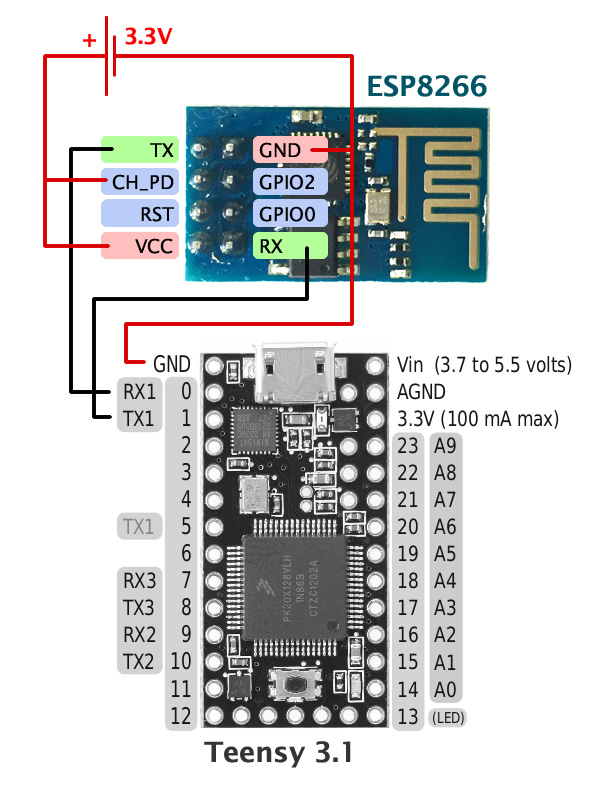 + 3.3V
ESP8266
TX GND
CH_PD GPIO2
RST GPIO0
VCC RX
GND Vin (3.7 to 5.5 volts)
RX1 0 AGND
TX1 1 3.3V (100 mA max)
2 23 A9
3 22 A8
4 21 A7
TX1 5 20 A6
6 19 A5
RX3 7 18 A4
TX3 8 17 A3
RX2 9 16 A2
TX2 10 15 A1
11 14 A0
12 13 (LED)
PK20X128VLH
1N86B
CTZC1202A
Teensy 3.1